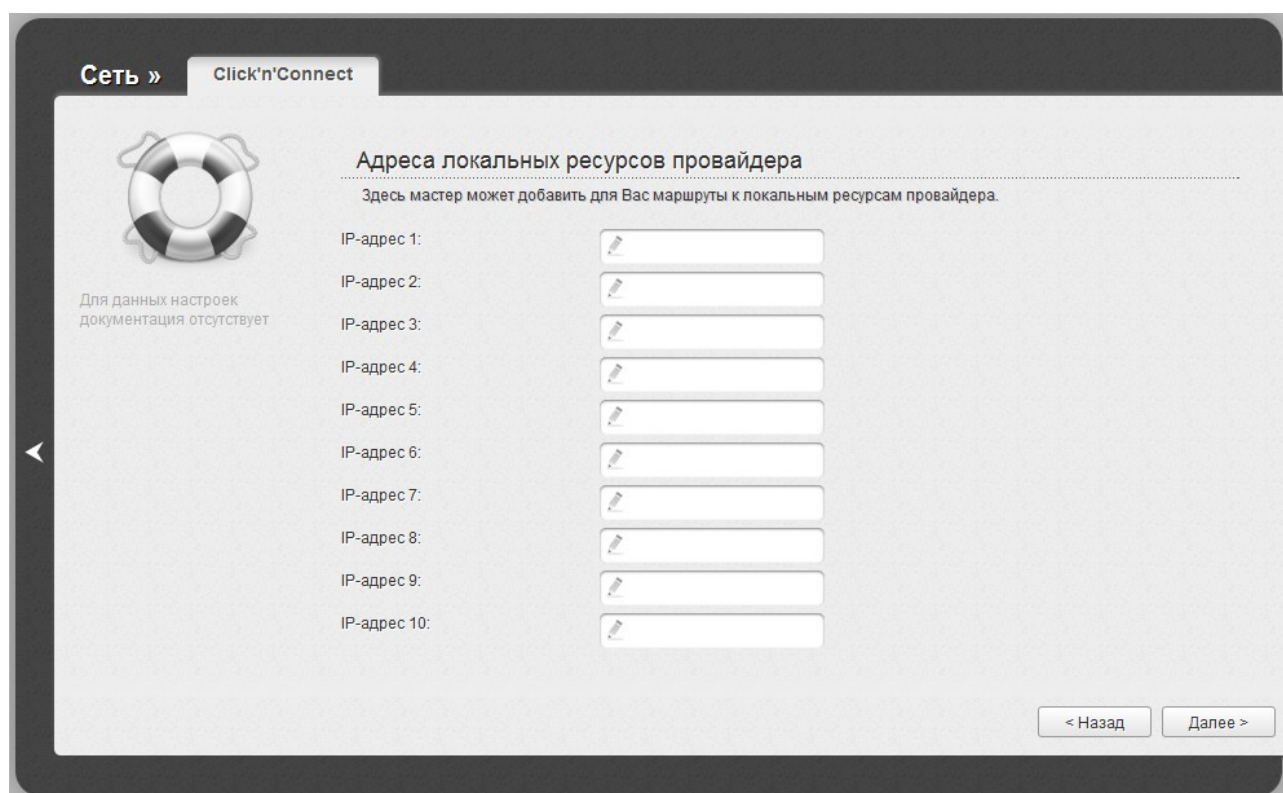 Сеть »
Click'n'Connect
Адреса локальных ресурсов провайдера
Здесь мастер может добавить для Вас маршруты к локальным ресурсам провайдера.
Для данных настроек
документация отсутствует
IP-адрес 1:
IP-адрес 2:
IP-адрес 3:
IP-адрес 4:
IP-адрес 5:
IP-адрес 6:
IP-адрес 7:
IP-адрес 8:
IP-адрес 9:
IP-адрес 10:
< Назад
Далее >